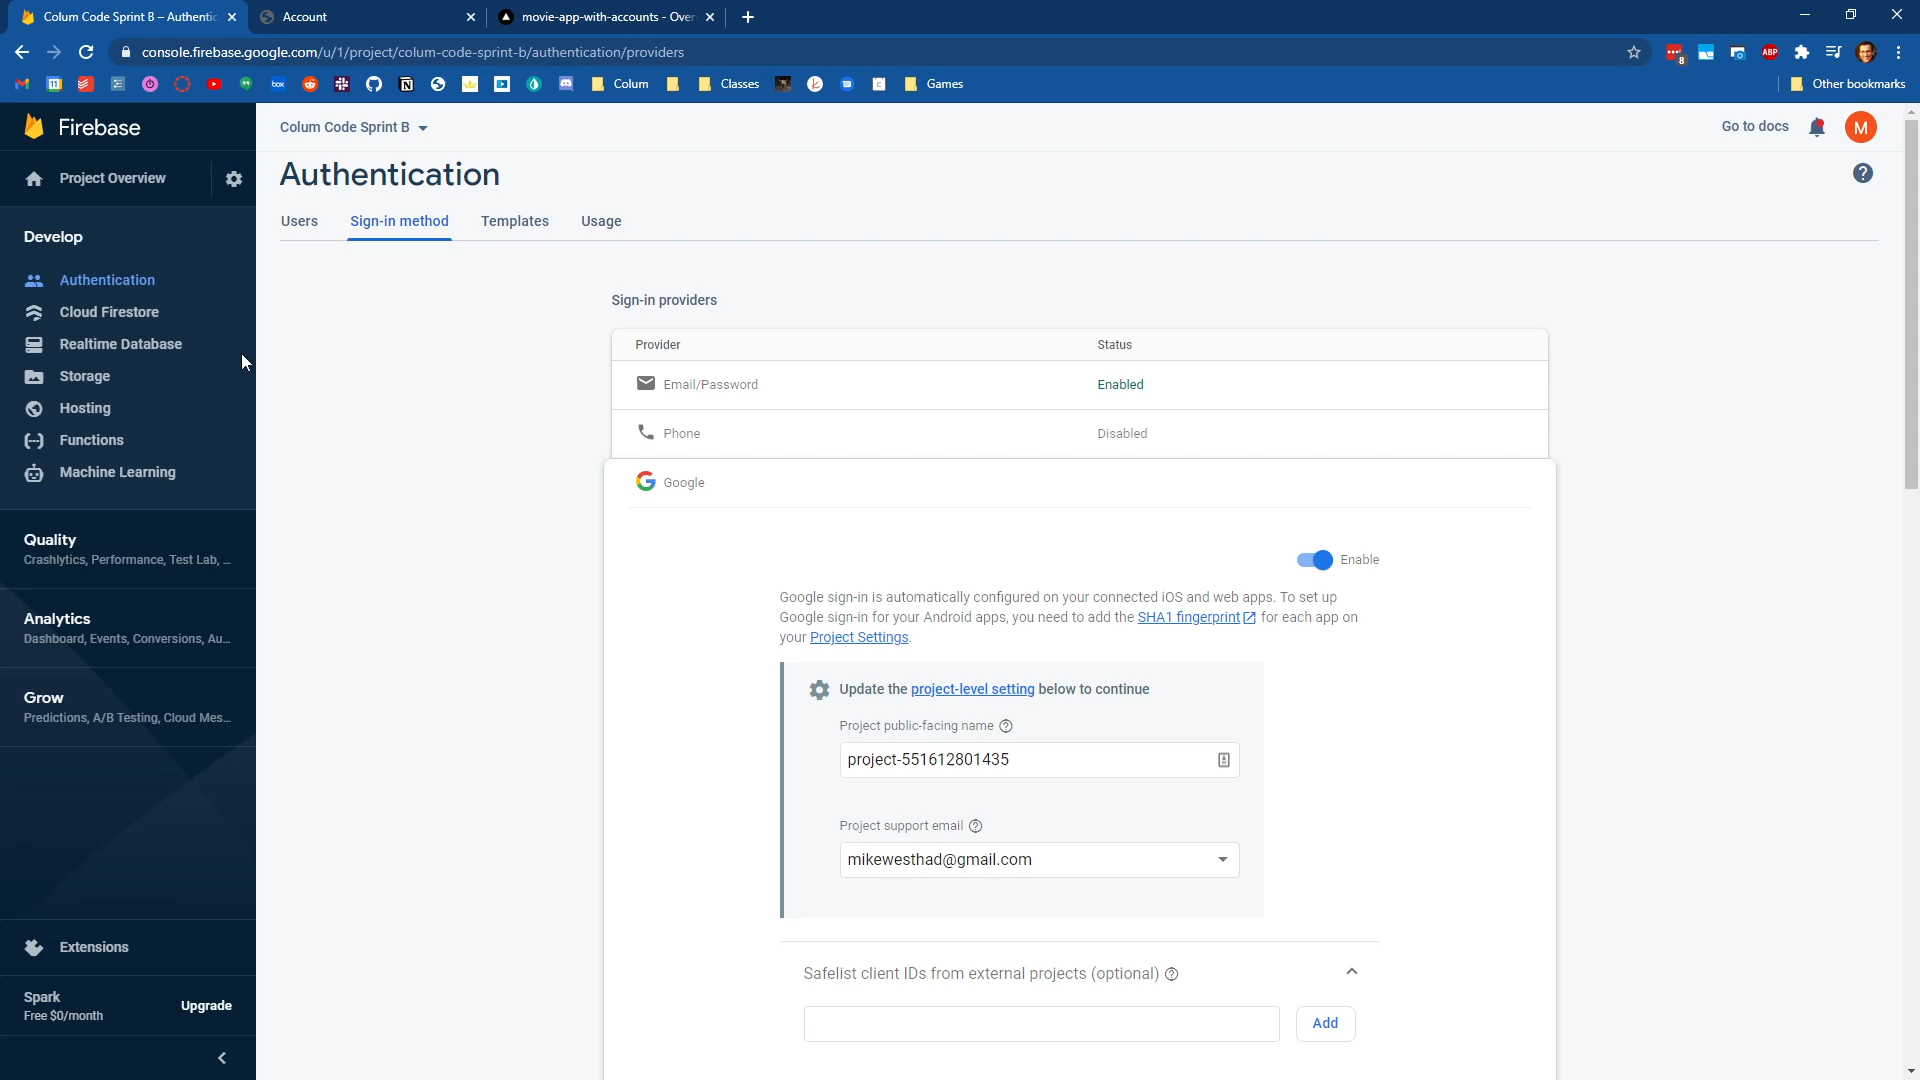 Colum Code Sprint B – Authentic
Account
movie-app-with-accounts - Over
console.firebase.google.com/u/1/project/colum-code-sprint-b/authentication/providers
8
ABP
11
box
Colum
Classes
Games
Other bookmarks
Firebase
Colum Code Sprint B
Go to docs
M
Project Overview
Authentication
Users
Sign-in method
Templates
Usage
Develop
Authentication
Cloud Firestore
Realtime Database
Storage
Hosting
Functions
Machine Learning
Quality
Crashlytics, Performance, Test Lab, ...
Analytics
Dashboard, Events, Conversions, Au...
Grow
Predictions, A/B Testing, Cloud Mes...
Extensions
Spark
Free $0/month
Upgrade
Sign-in providers
Provider
Status
Email/Password
Enabled
Phone
Disabled
Google
Enable
Google sign-in is automatically configured on your connected iOS and web apps. To set up
Google sign-in for your Android apps, you need to add the SHA1 fingerprint for each app on
your Project Settings.
Update the project-level setting below to continue
Project public-facing name
project-551612801435
Project support email
mikewesthad@gmail.com
Safelist client IDs from external projects (optional)
Add